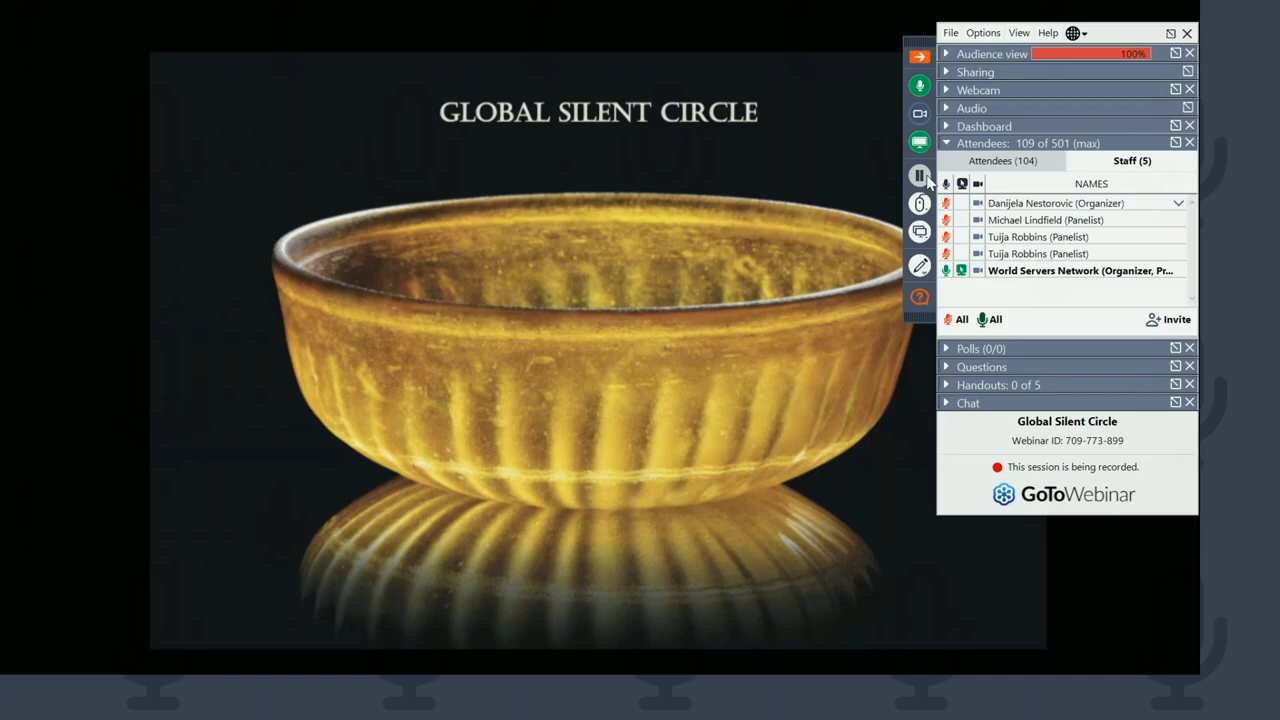 GLOBAL SILENT CIRCLE
File Options View Help
Audience view 100%
Sharing
Webcam
Audio
Dashboard
Attendees: 109 of 501 (max)
Attendees (104) Staff (5)
NAMES
Danijela Nestorovic (Organizer)
Michael Lindfield (Panelist)
Tuija Robbins (Panelist)
Tuija Robbins (Panelist)
World Servers Network (Organizer, Pr...
All All Invite
Polls (0/0)
Questions
Handouts: 0 of 5
Chat
Global Silent Circle
Webinar ID: 709-773-899
This session is being recorded.
GoToWebinar